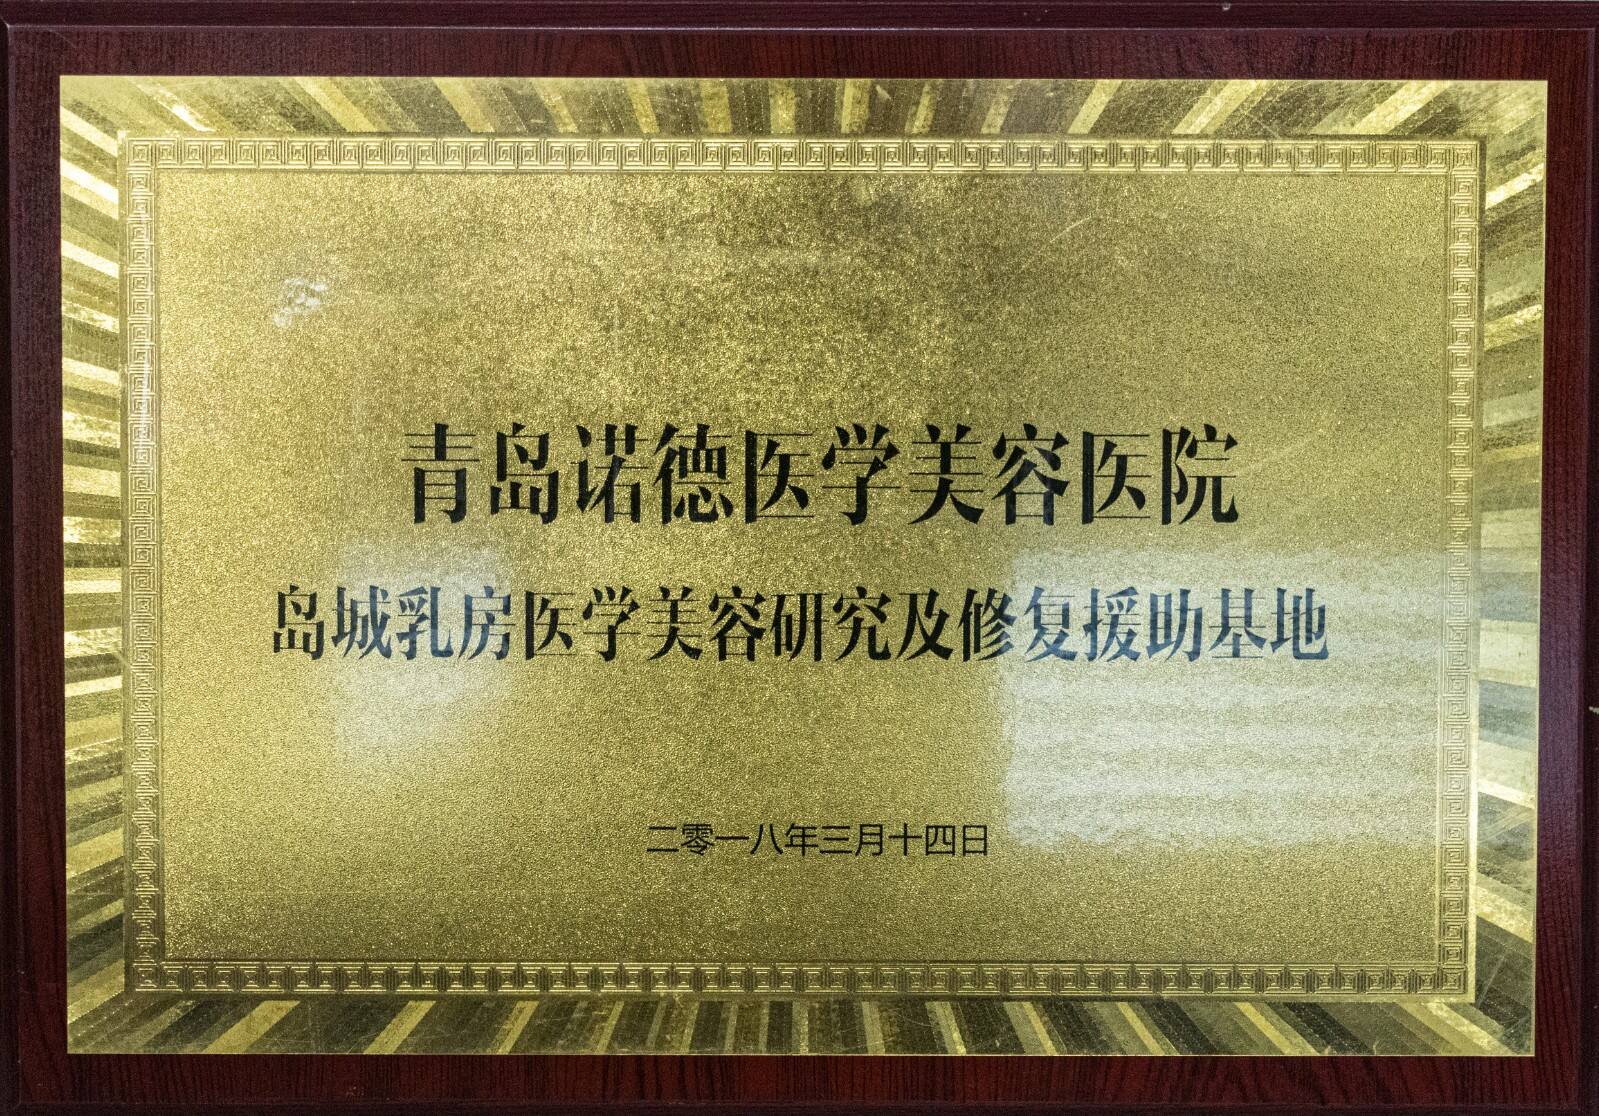 青岛诺德医学美容医院
岛城乳房医学美容研究及修复援助基地
二零一八年三月十四日